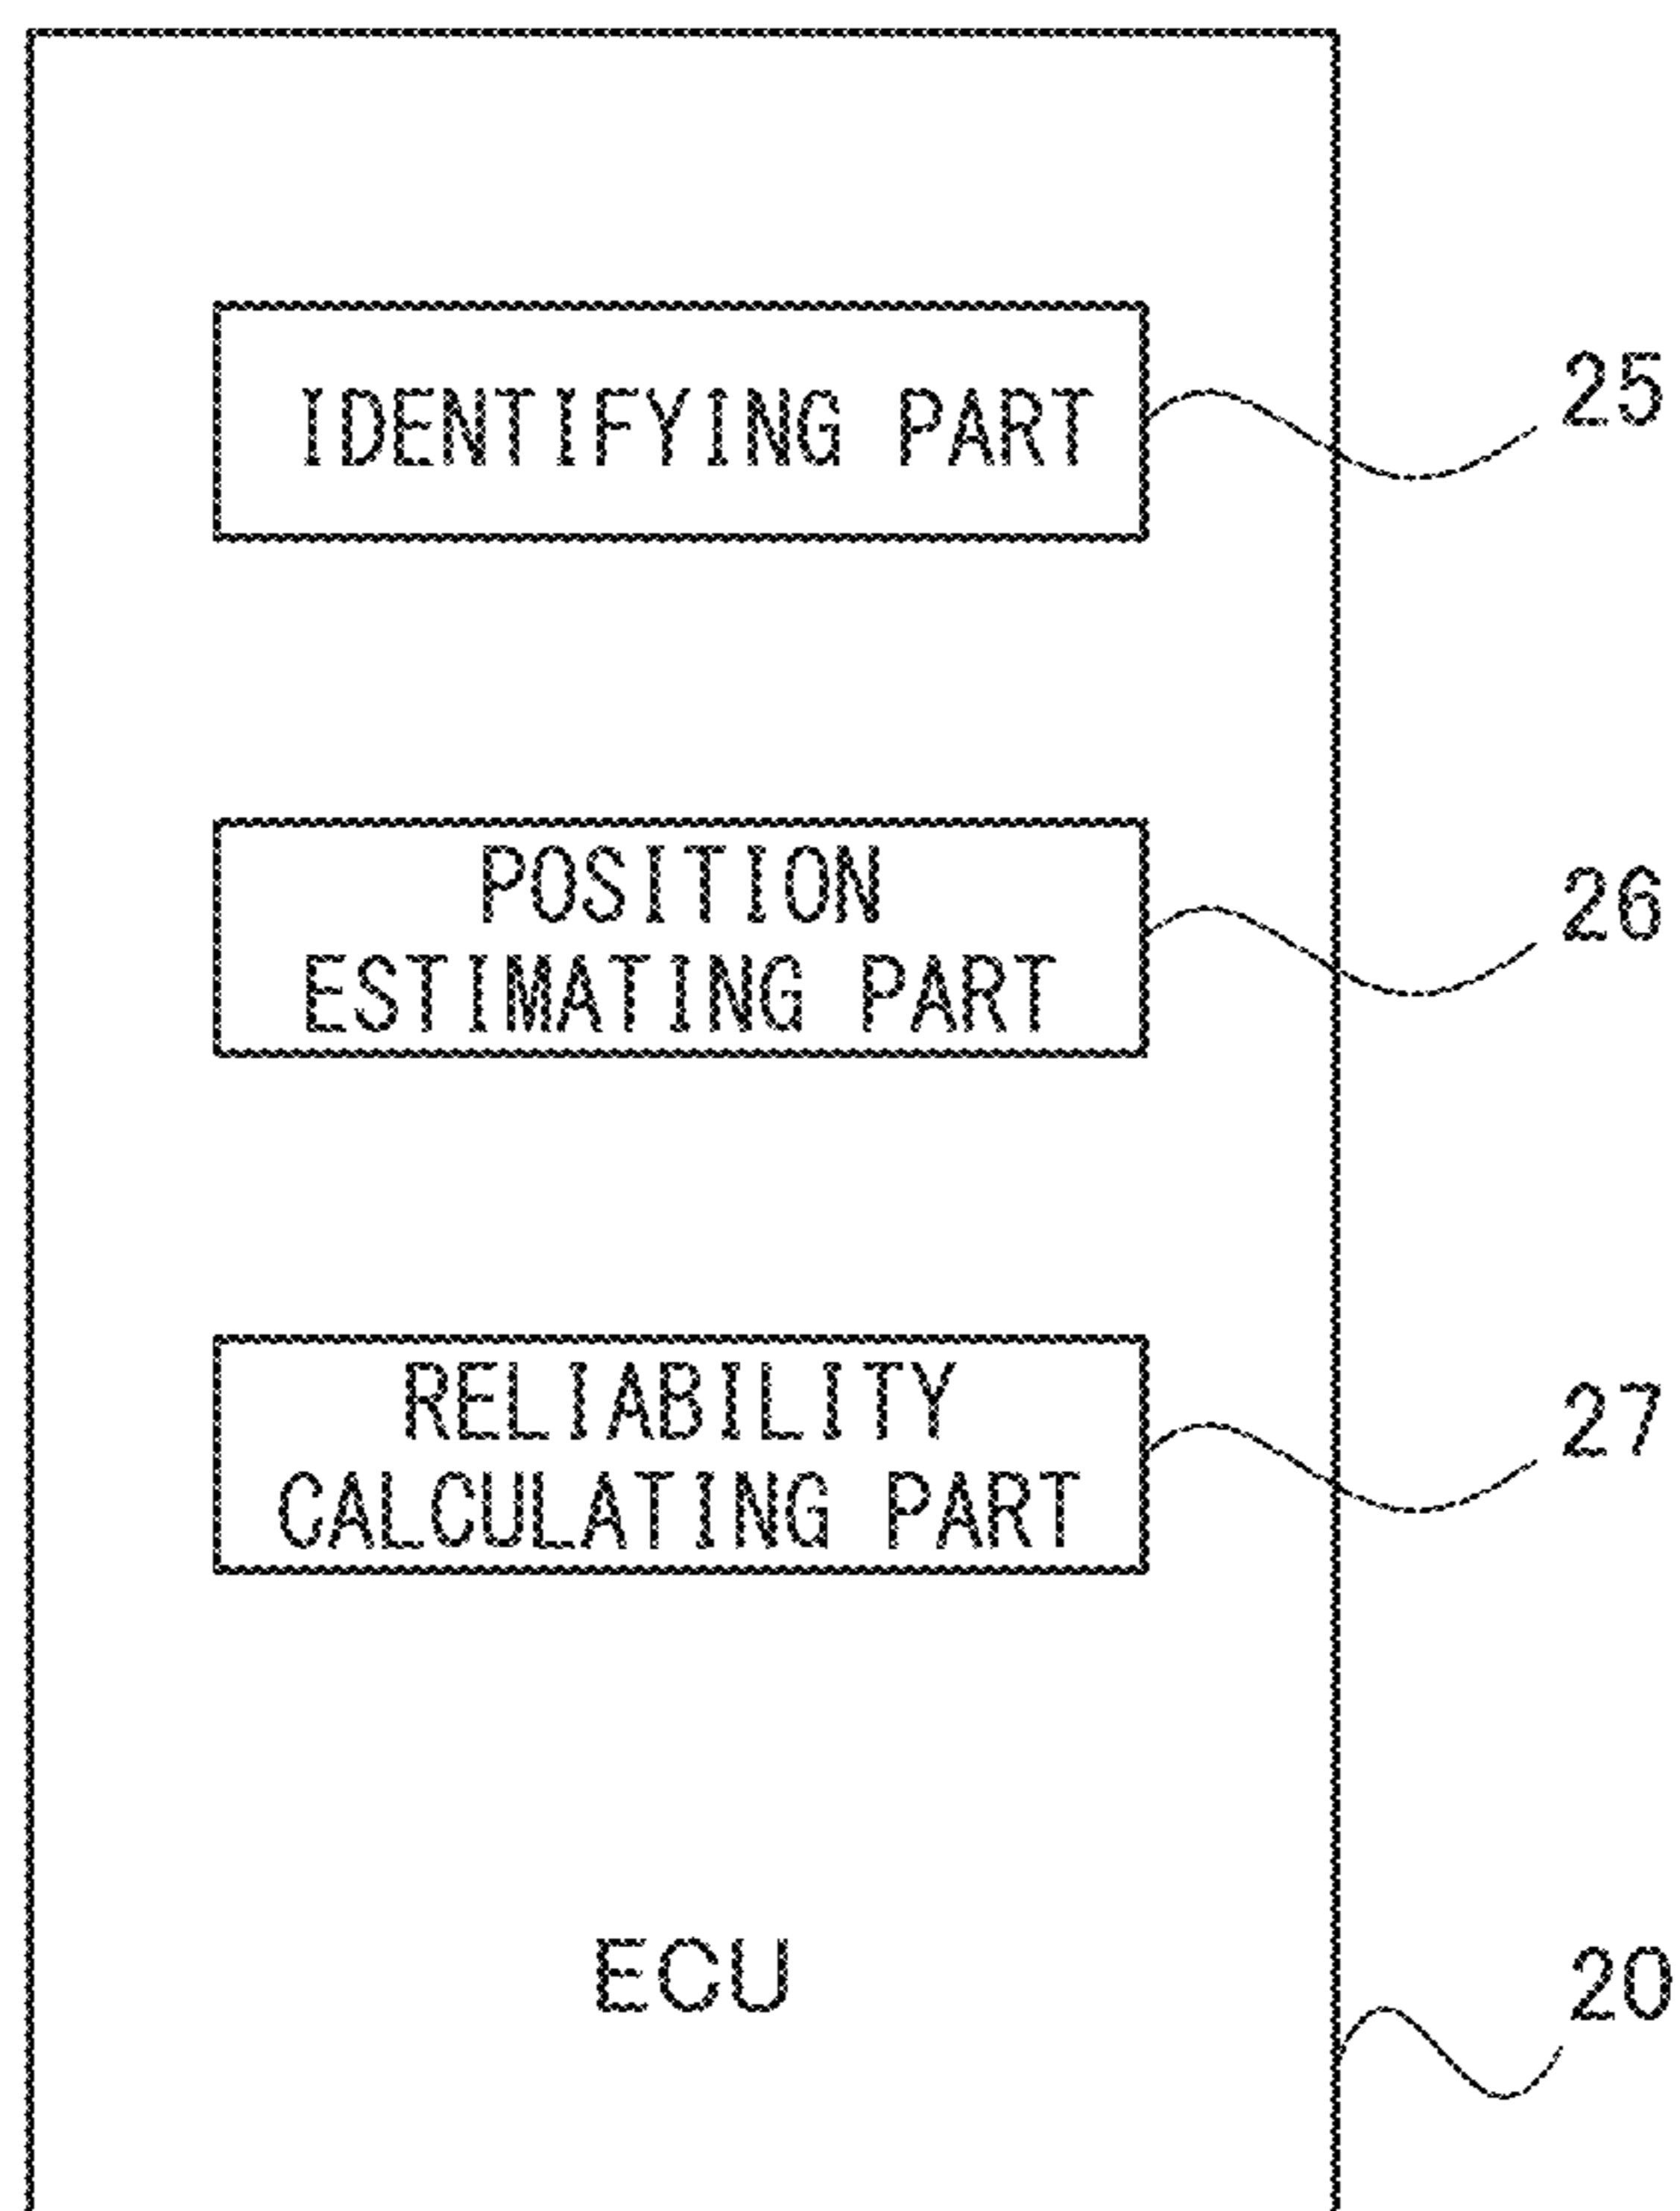 IDENTIFYING PART
25
POSITION
ESTIMATING PART
26
RELIABILITY
CALCULATING PART
27
ECU
20